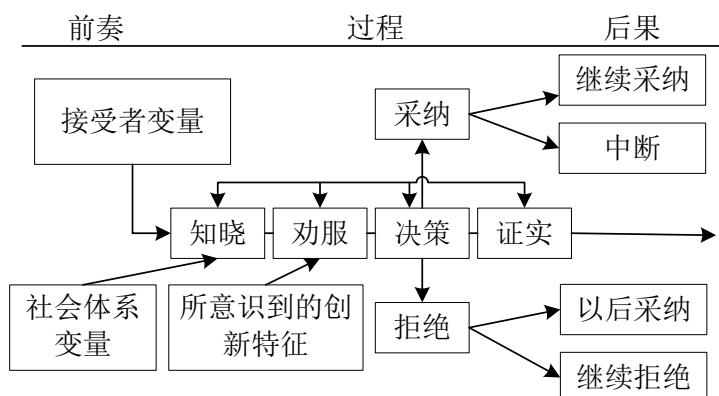 前奏
过程
后果
接受者变量
采纳
继续采纳
中断
知晓
劝服
决策
证实
社会体系
变量
所意识到的创
新特征
拒绝
以后采纳
继续拒绝